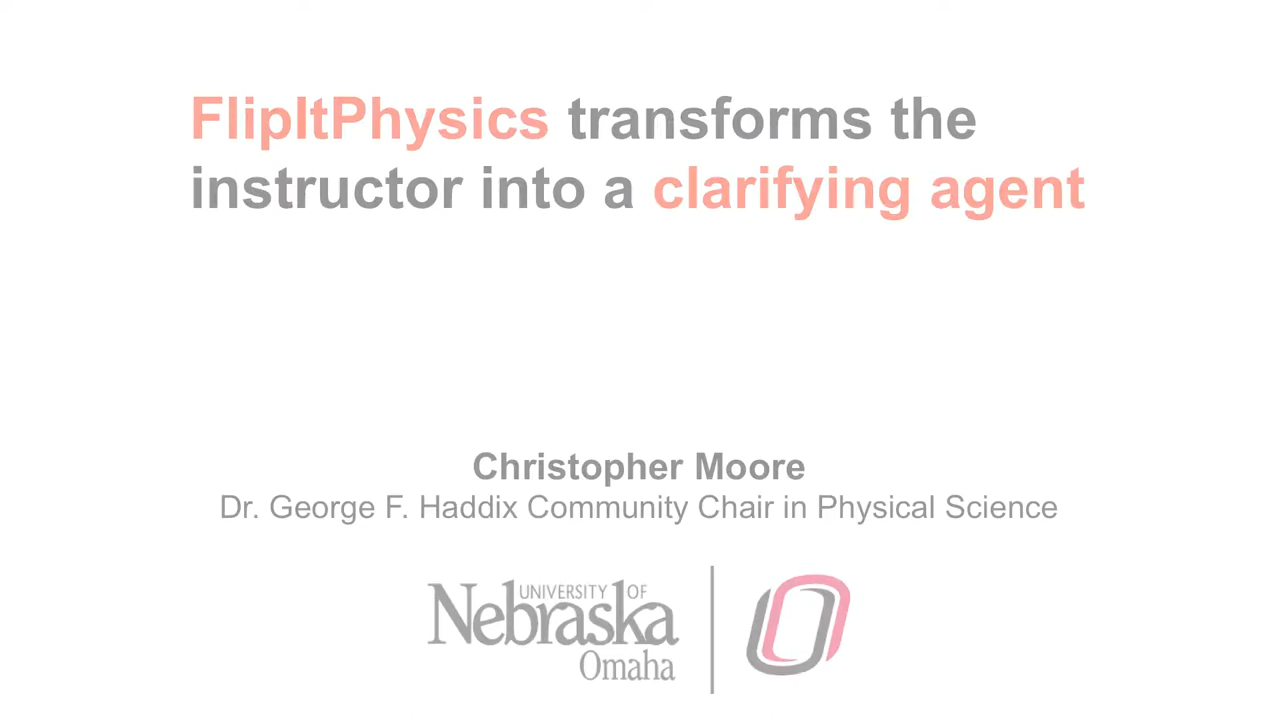 FlipItPhysics transforms the
instructor into a clarifying agent
Christopher Moore
Dr. George F. Haddix Community Chair in Physical Science
UNIVERSITY OF
Nebraska
Omaha
O